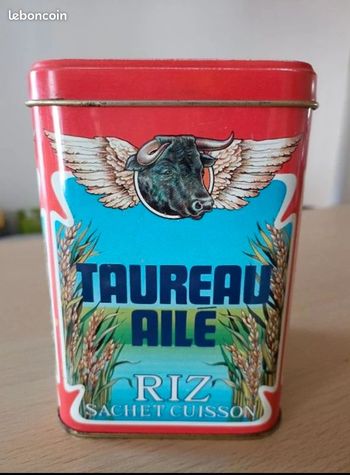 leboncoin
TAUREAU
AILÉ
RIZ
SACHET CUISSON